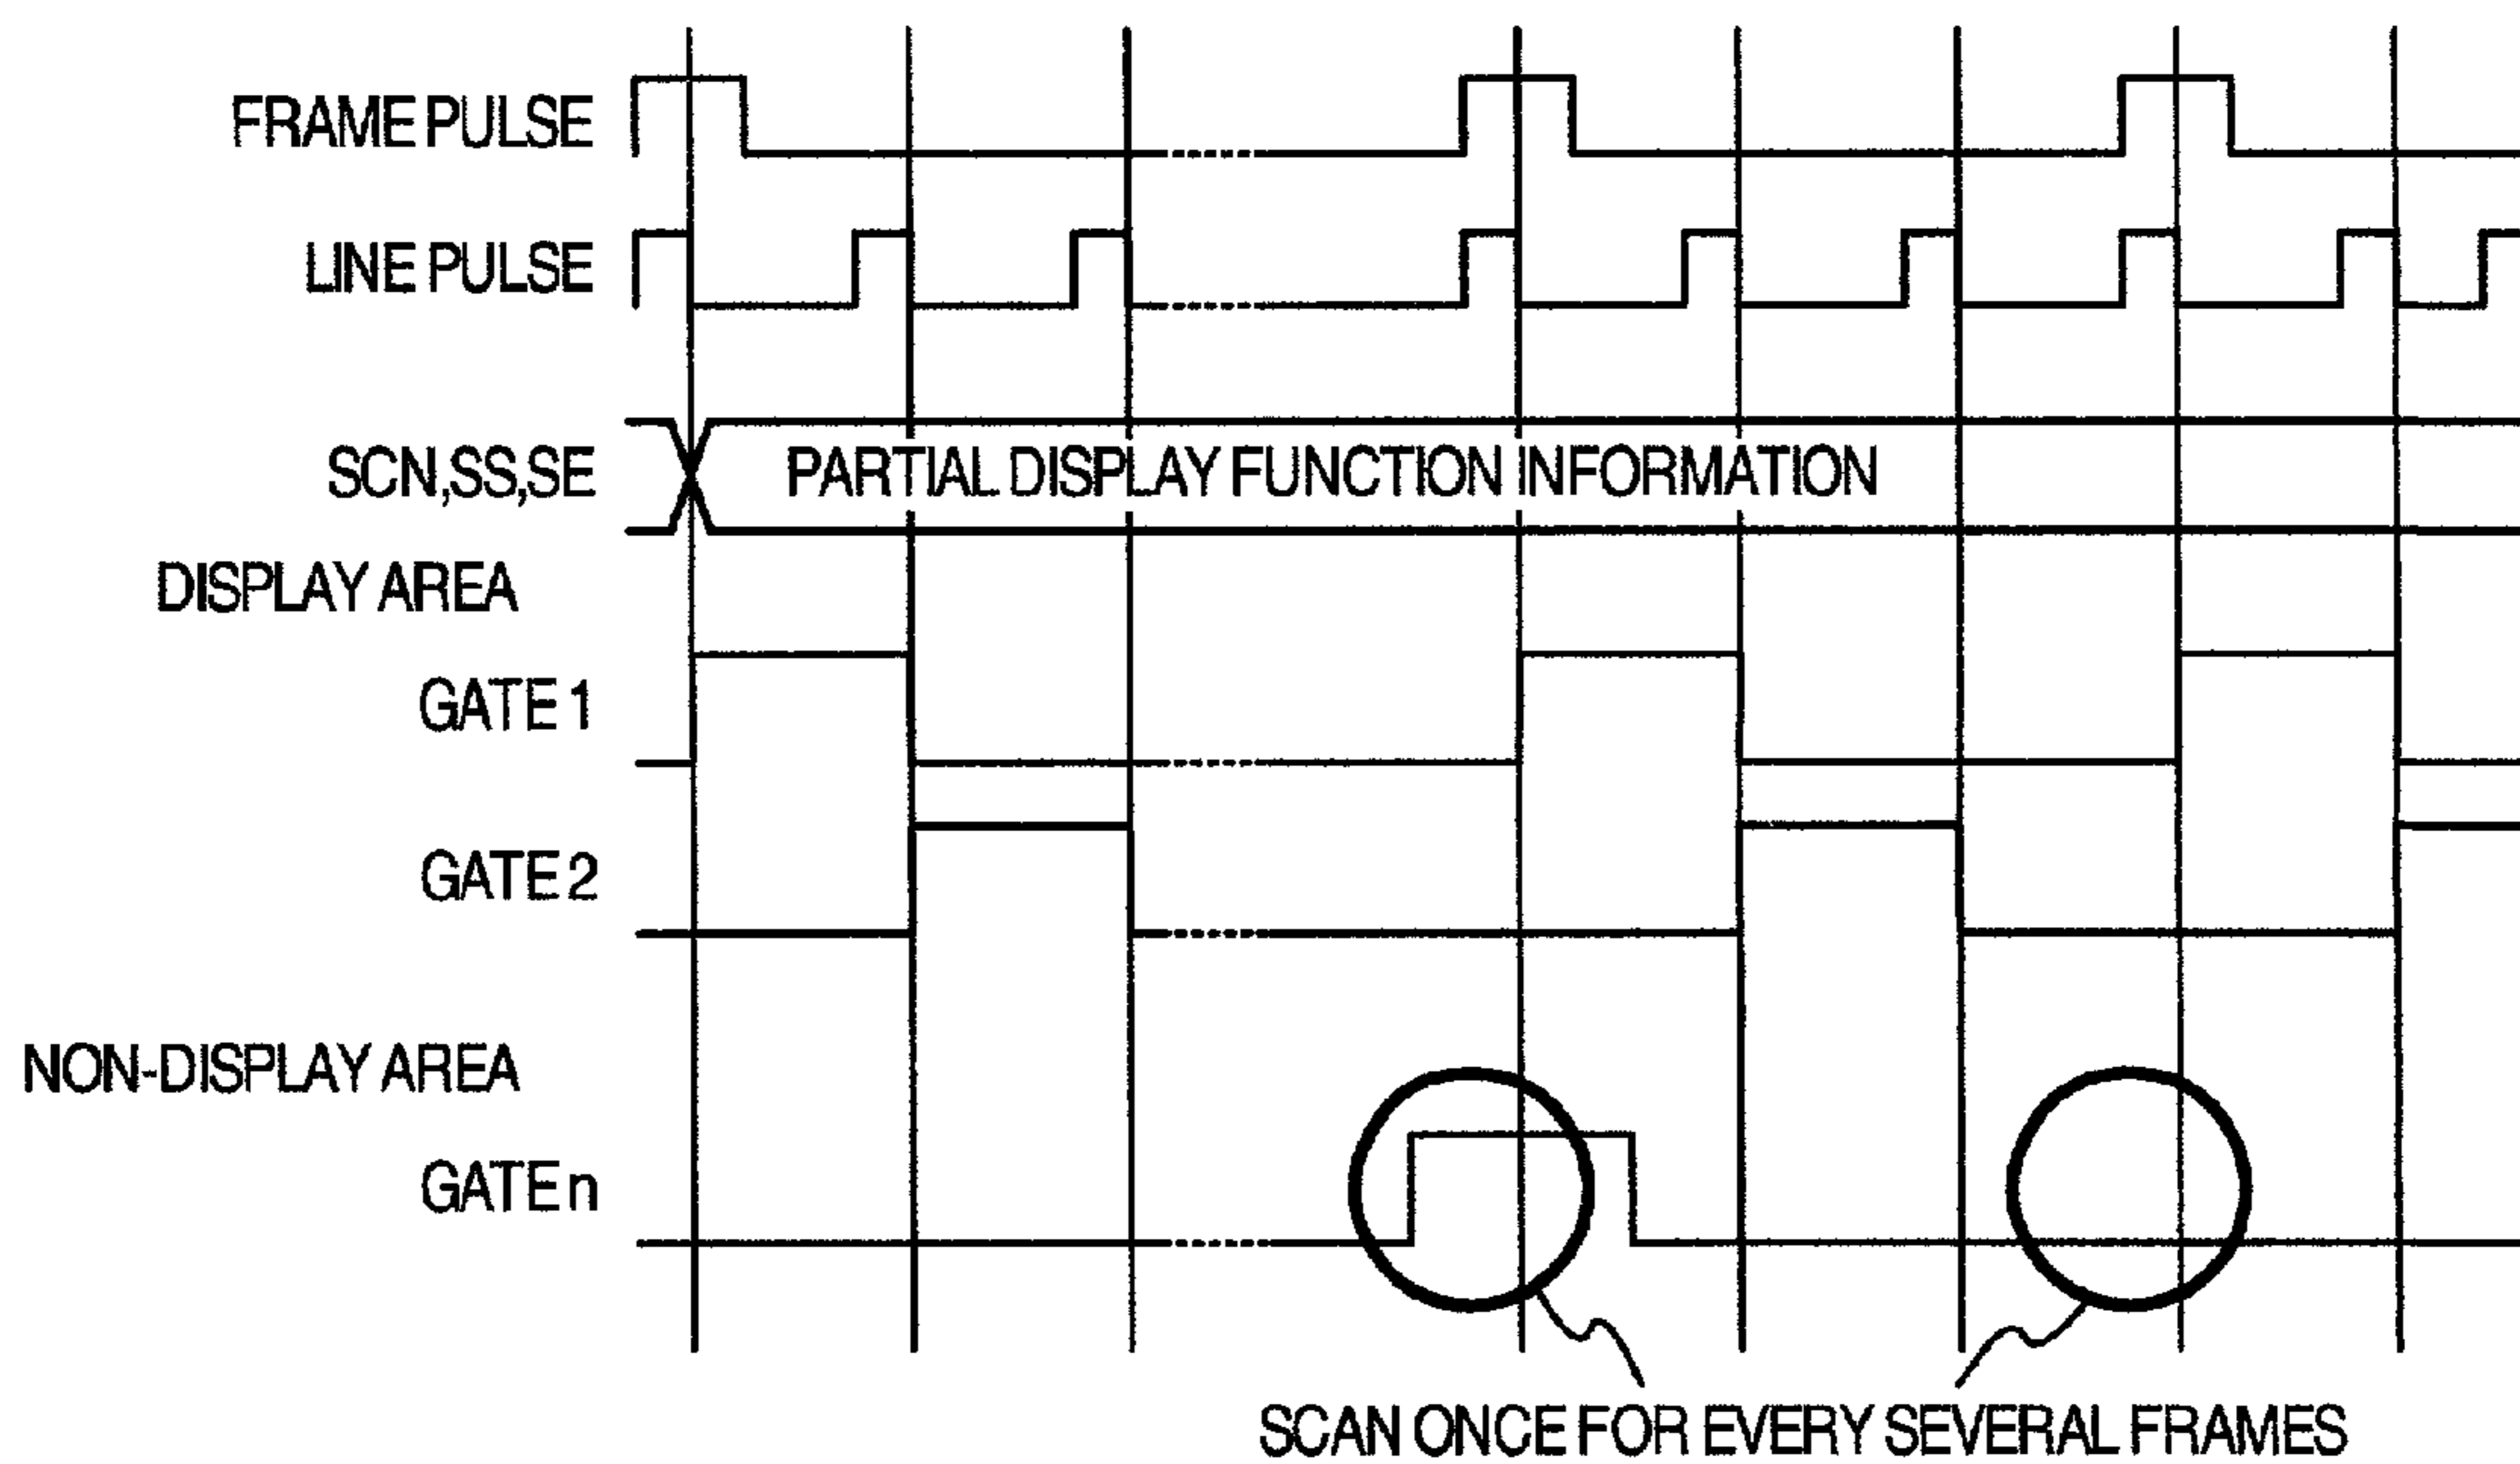 FRAME PULSE
LINE PULSE
SCN,SS,SE
PARTIAL DISPLAY FUNCTION INFORMATION
DISPLAY AREA
GATE 1
GATE 2
NON-DISPLAY AREA
GATE n
SCAN ONCE FOR EVERY SEVERAL FRAMES